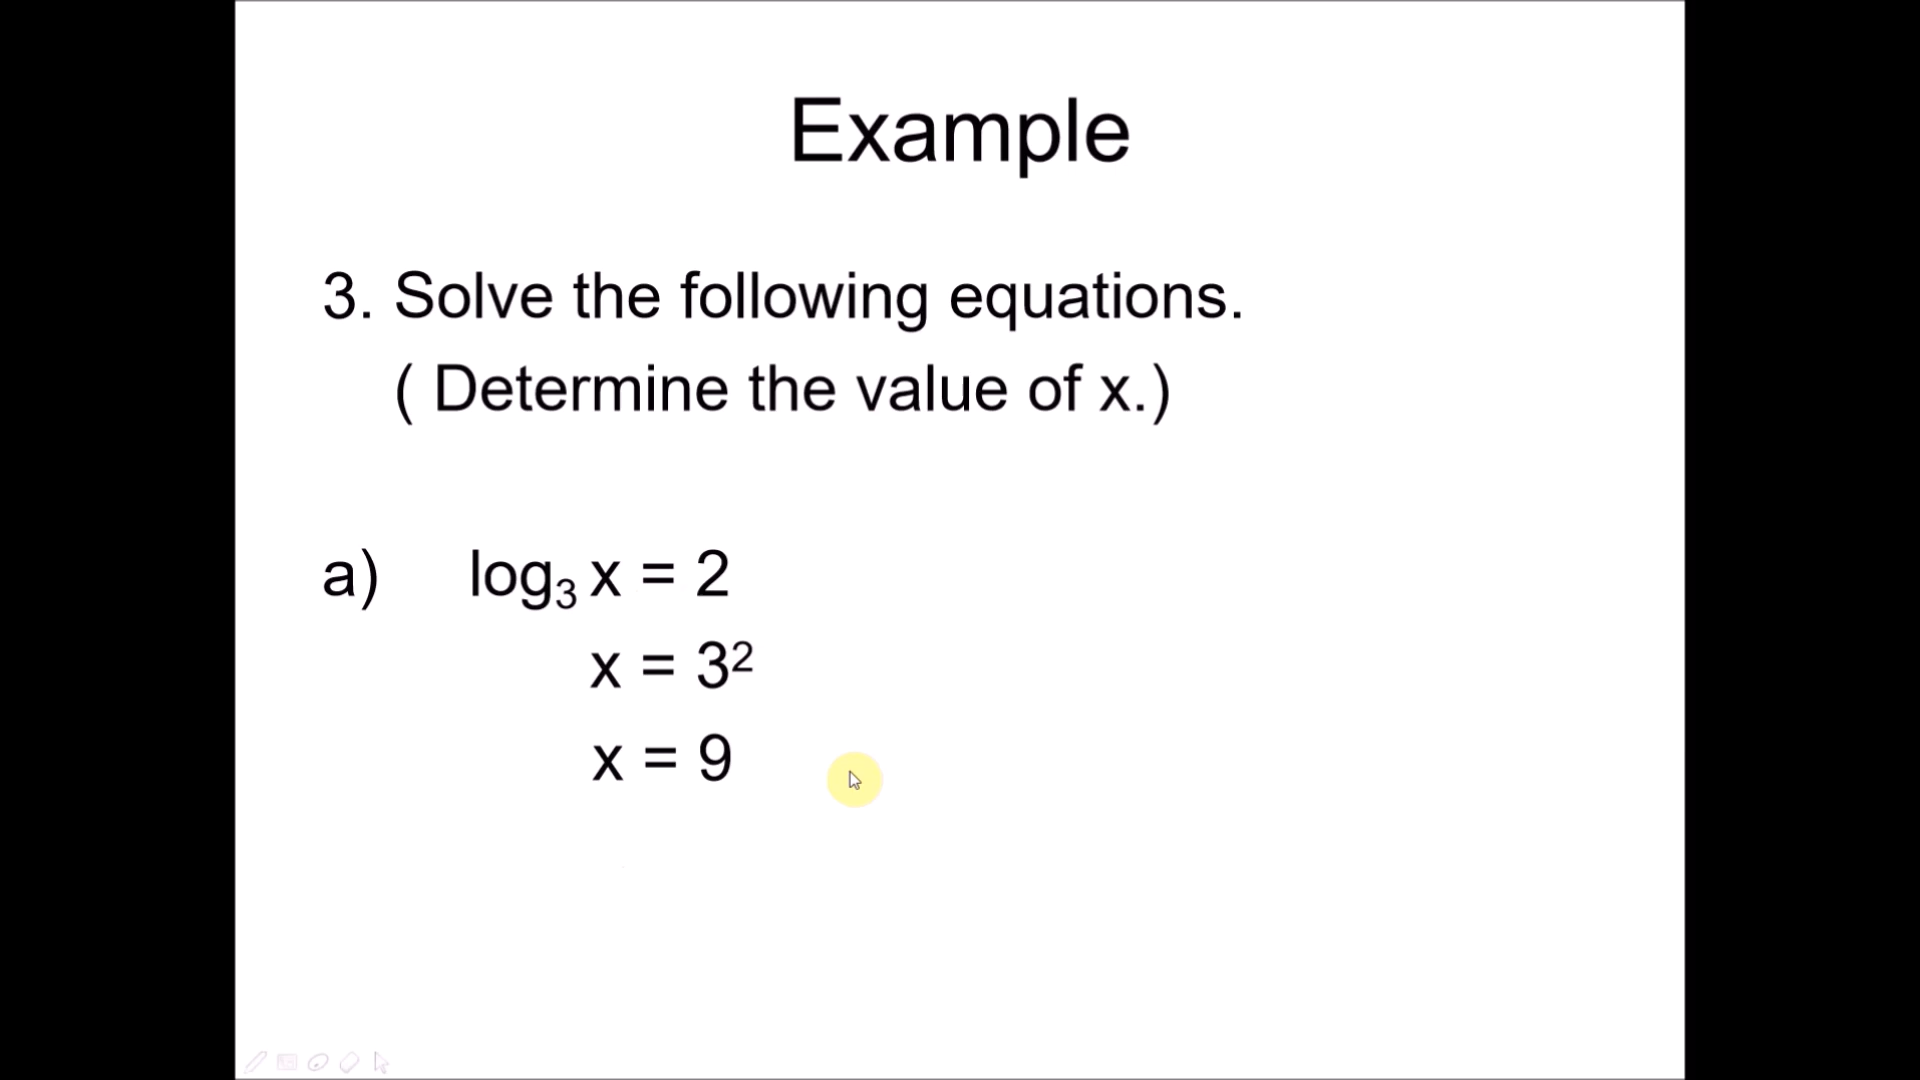 Example
3. Solve the following equations.
( Determine the value of x.)
a) log₃ x = 2
x = 3²
x = 9